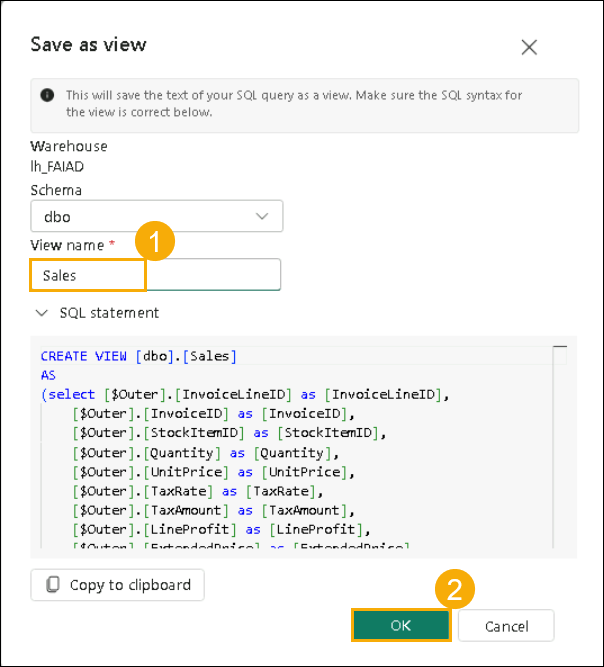 Save as view
This will save the text of your SQL query as a view. Make sure the SQL syntax for
the view is correct below.
Warehouse
lh_FAIAD
Schema
dbo
1
View name *
Sales
SQL statement
CREATE VIEW [dbo].[Sales]
AS
(select [$Outer].[InvoiceLineID] as [InvoiceLineID],
[$Outer].[InvoiceID] as [InvoiceID],
[$Outer].[StockItemID] as [StockItemID],
[$Outer].[Quantity] as [Quantity],
[$Outer].[UnitPrice] as [UnitPrice],
[$Outer].[TaxRate] as [TaxRate],
[$Outer].[TaxAmount] as [TaxAmount],
[$Outer].[LineProfit] as [LineProfit],
[$Outer].[ExtendedPrice] as [ExtendedPrice]
Copy to clipboard
2
OK
Cancel